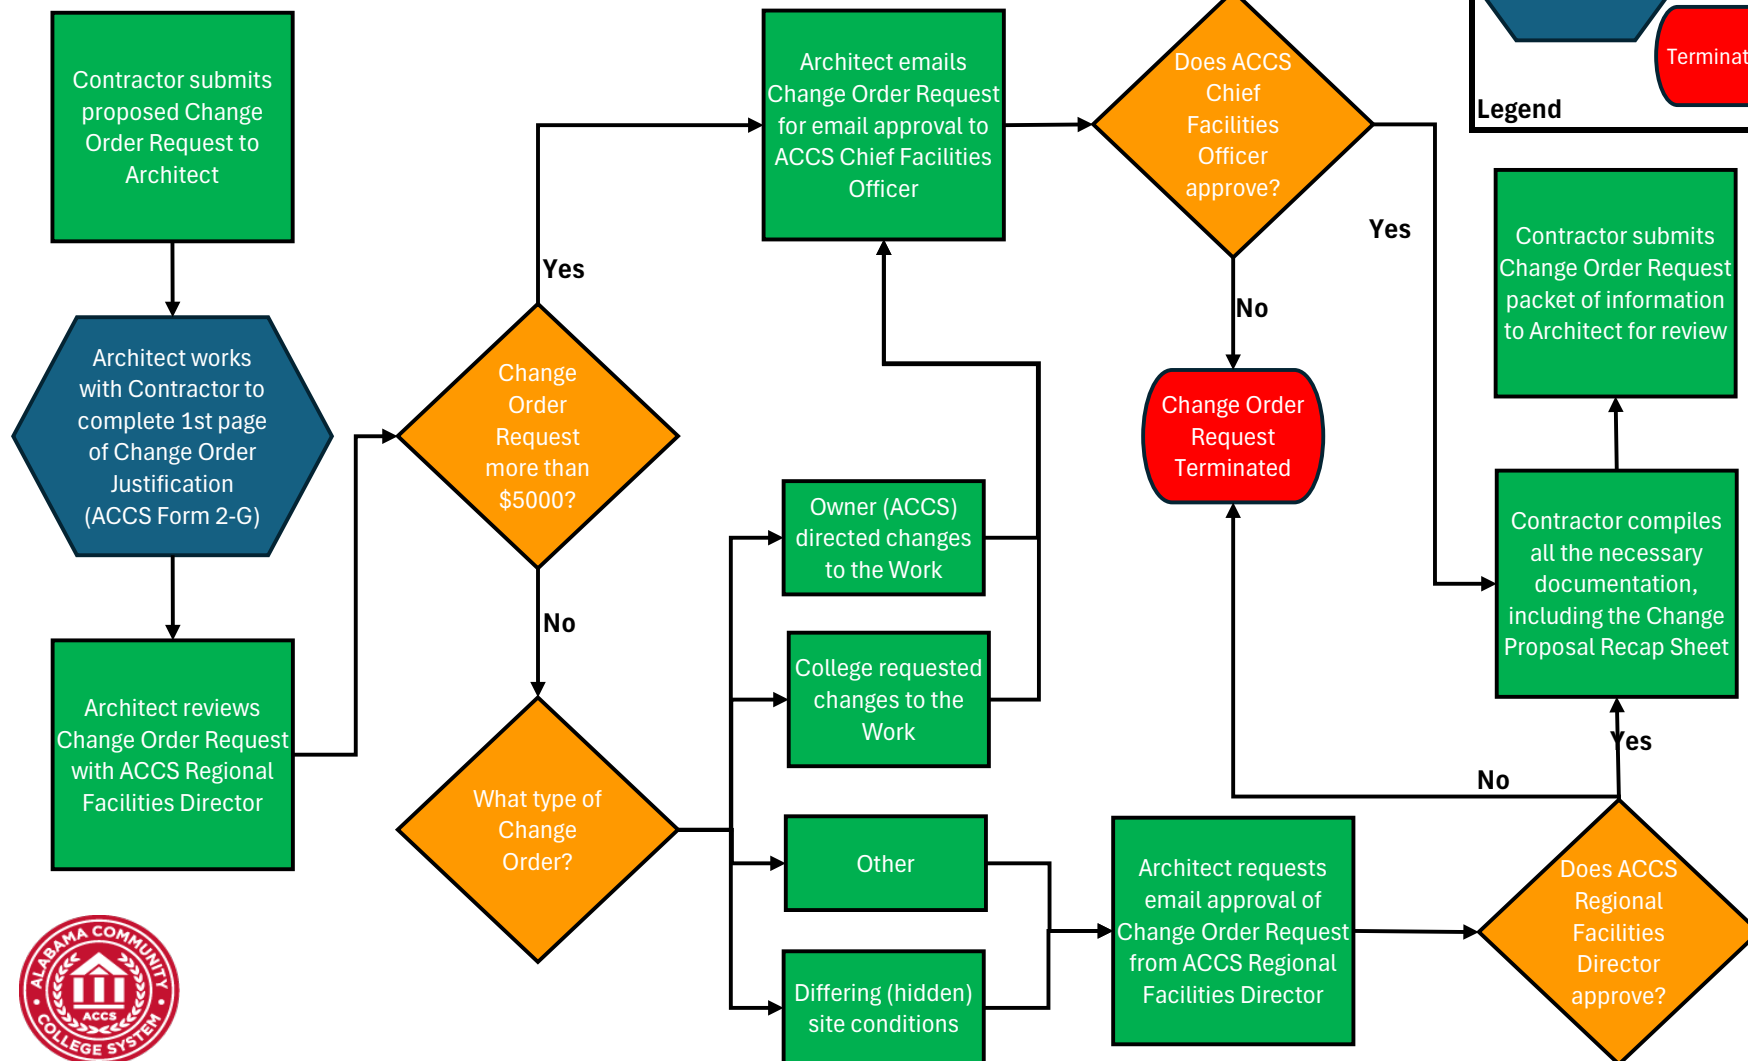 Contractor submits
proposed Change
Order Request to
Architect
Architect works
with Contractor to
complete 1st page
of Change Order
Justification
(ACCS Form 2-G)
Architect reviews
Change Order Request
with ACCS Regional
Facilities Director
Change
Order
Request
more than
$5000?
Yes
No
What type of
Change
Order?
Architect emails
Change Order Request
for email approval to
ACCS Chief Facilities
Officer
Owner (ACCS)
directed changes
to the Work
College requested
changes to the
Work
Other
Differing (hidden)
site conditions
Does ACCS
Chief
Facilities
Officer
approve?
Yes
No
Change Order
Request
Terminated
Architect requests
email approval of
Change Order Request
from ACCS Regional
Facilities Director
Does ACCS
Regional
Facilities
Director
approve?
No
Yes
Contractor compiles
all the necessary
documentation,
including the Change
Proposal Recap Sheet
Contractor submits
Change Order Request
packet of information
to Architect for review
Terminat
Legend
ALABAMA COMMUNITY
ACCS
COLLEGE SYSTEM